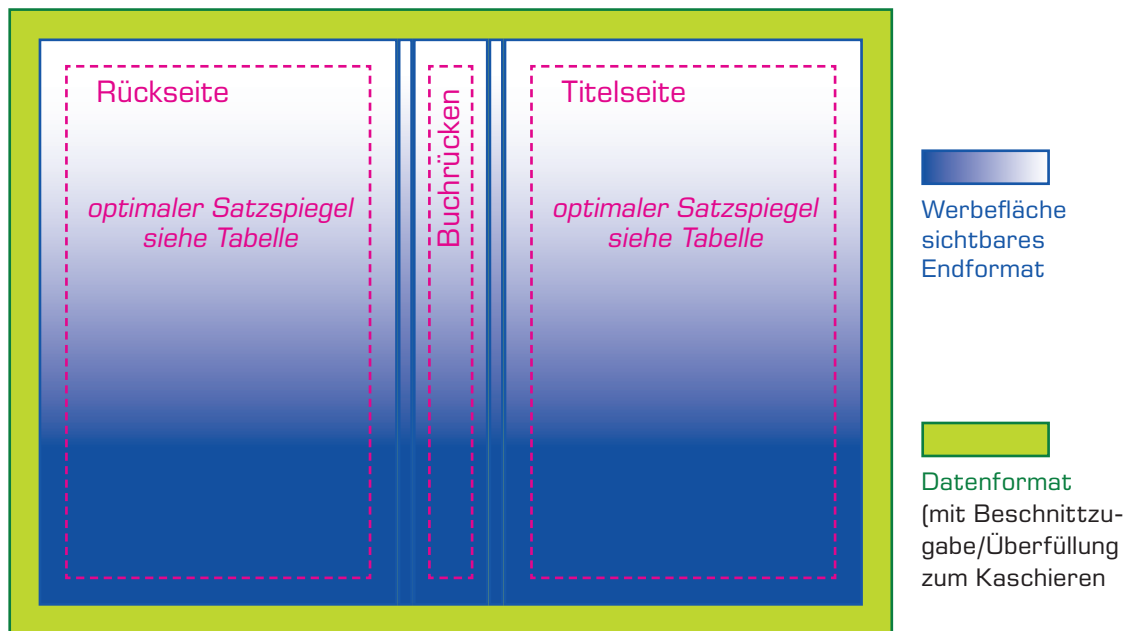 Rückseite
optimaler Satzspiegel
siehe Tabelle
Buchrücken
Titelseite
optimaler Satzspiegel
siehe Tabelle
Werbefläche
sichtbares
Endformat
Datenformat
(mit Beschnittzu-
gabe/Überfüllung
zum Kaschieren